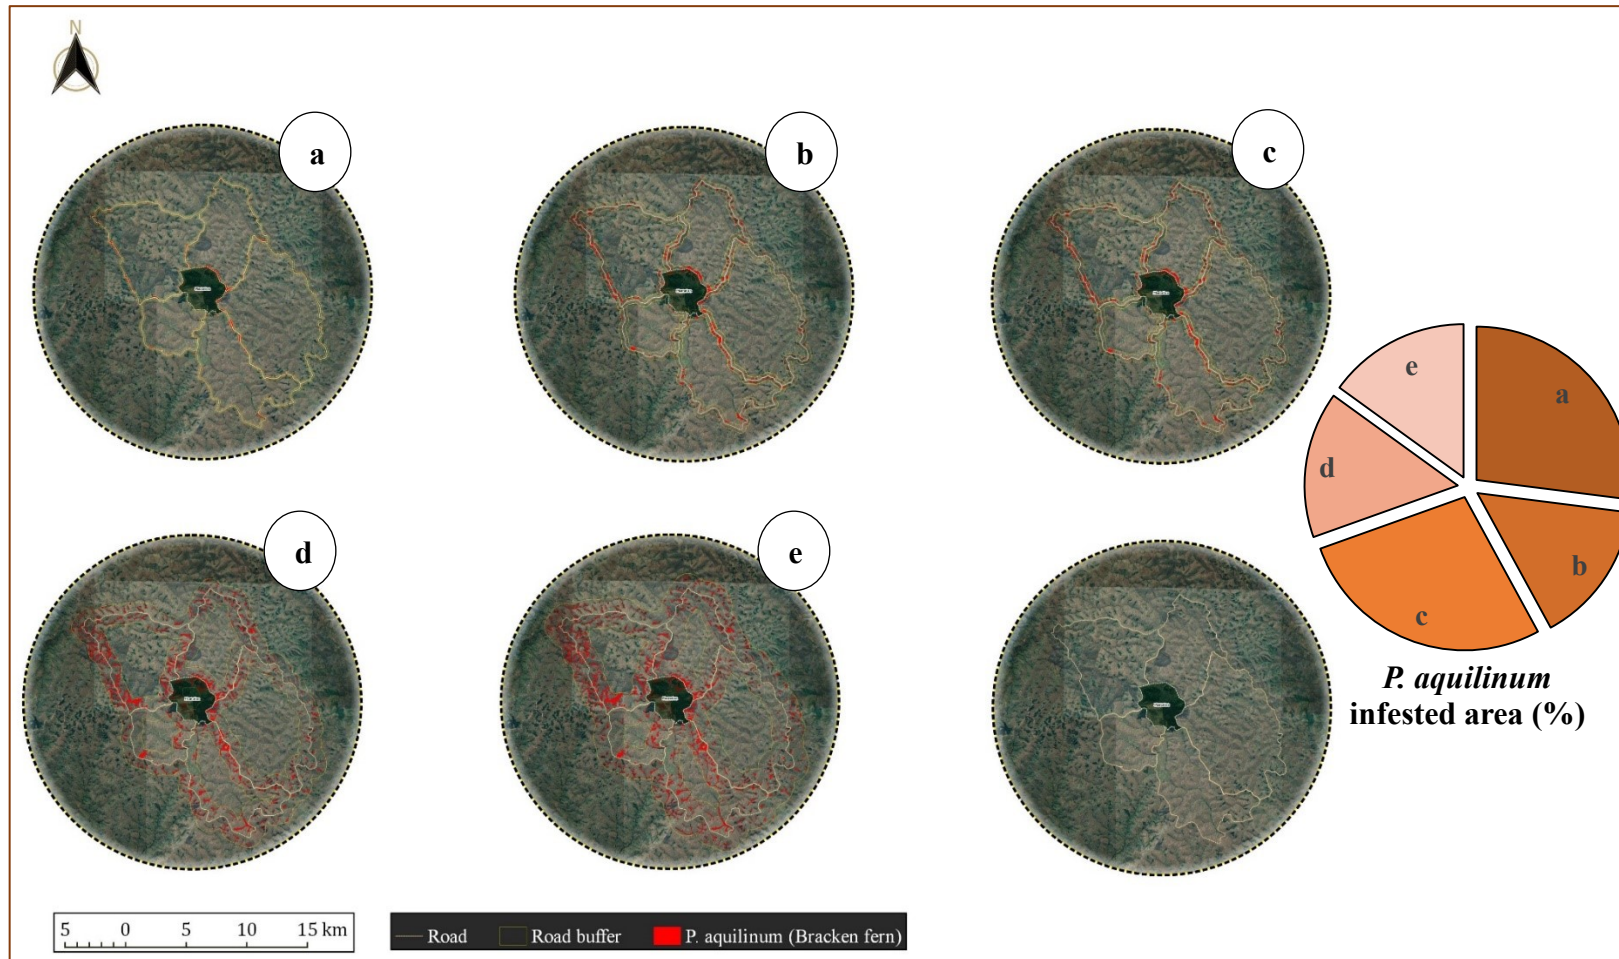 N
a
b
c
d
e
e
a
d
b
c
P. aquilinum
infested area (%)
5 0 5 10 15 km
Road Road buffer P. aquilinum (Bracken fern)